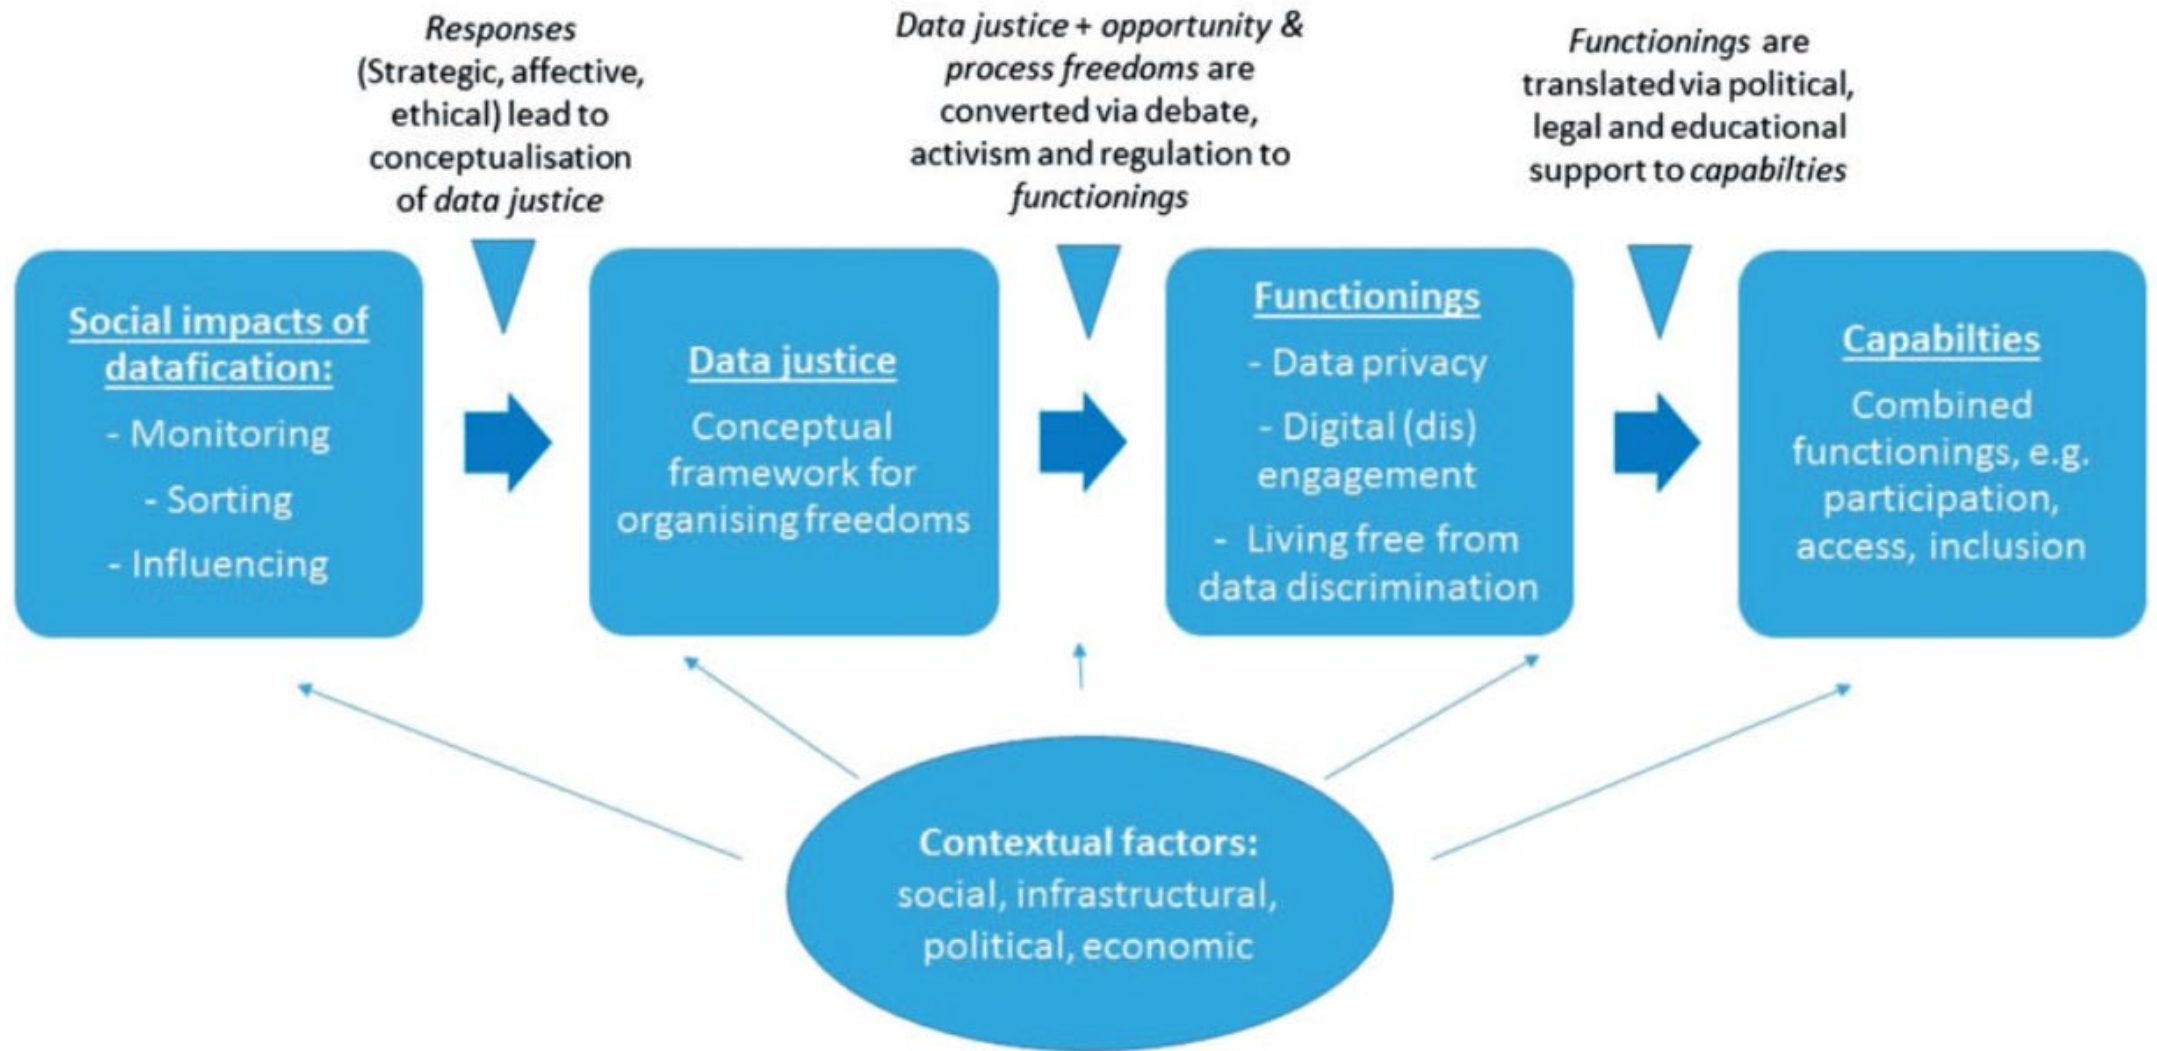 Responses
(Strategic, affective,
ethical) lead to
conceptualisation
of data justice
Data justice + opportunity &
process freedoms are
converted via debate,
activism and regulation to
functionings
Functionings are
translated via political,
legal and educational
support to capabilties
Social impacts of
datafication:
- Monitoring
- Sorting
- Influencing
Data justice
Conceptual
framework for
organising freedoms
Functionings
- Data privacy
- Digital (dis)
engagement
- Living free from
data discrimination
Capabilties
Combined
functionings, e.g.
participation,
access, inclusion
Contextual factors:
social, infrastructural,
political, economic